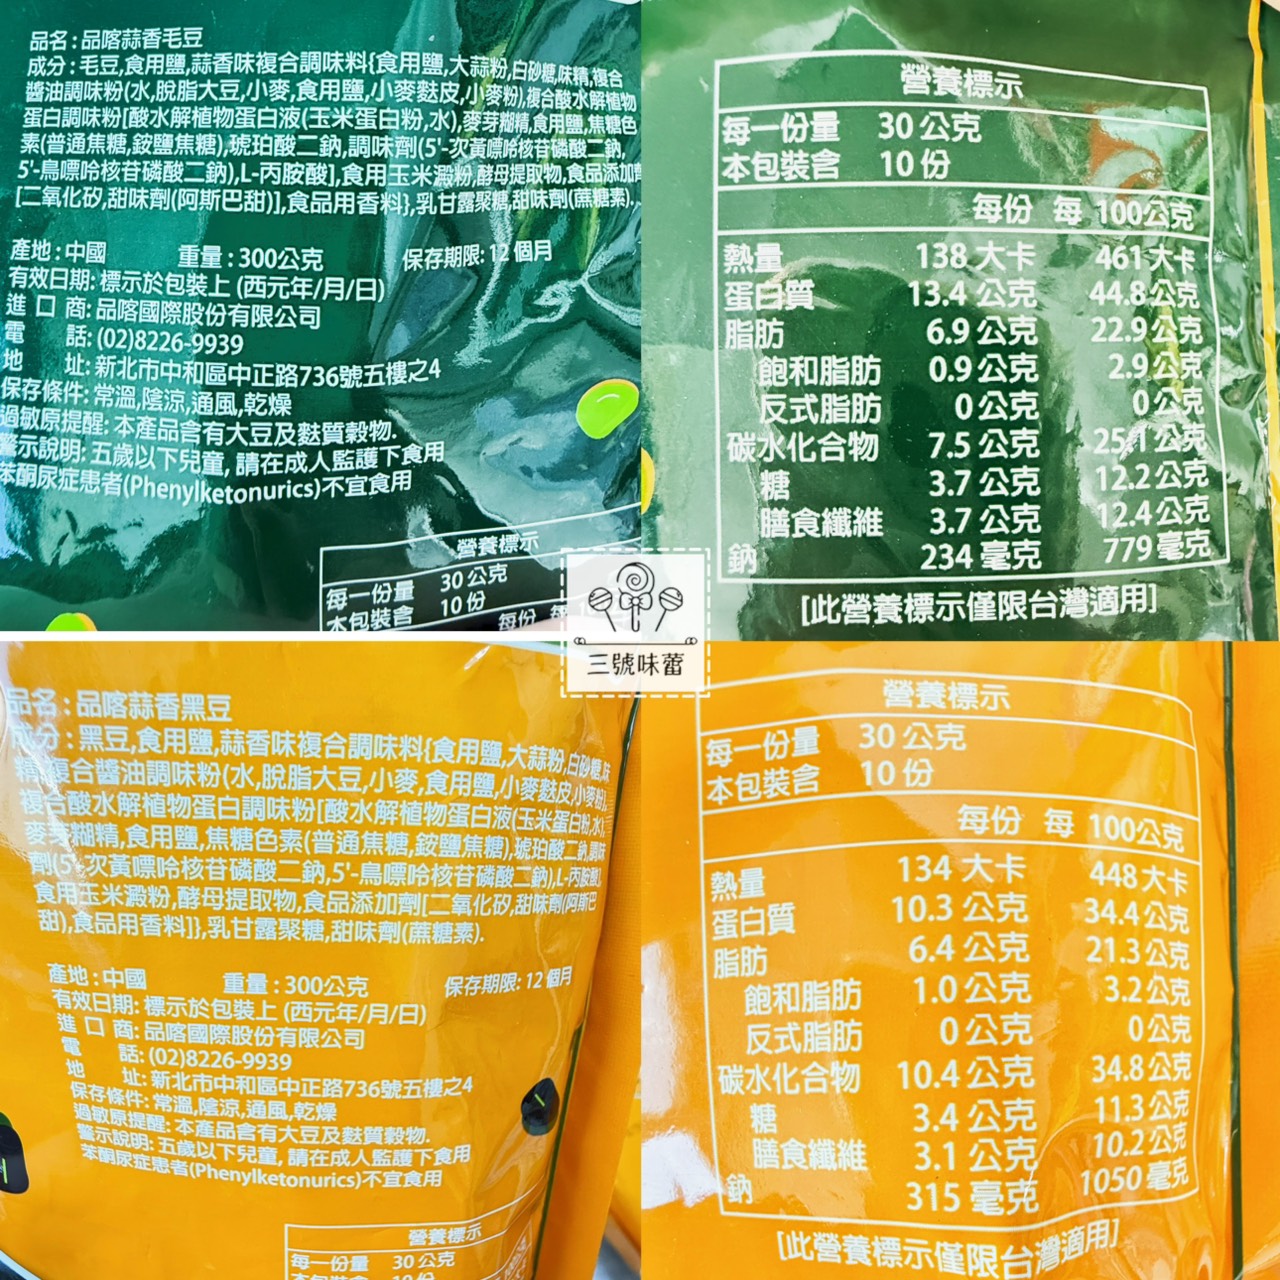 品名:品喀蒜香毛豆
成分:毛豆,食用鹽,蒜香味複合調味料{食用鹽,大蒜粉,白砂糖,味精,複合
醬油調味粉(水,脫脂大豆,小麥,食用鹽,小麥麩皮,小麥粉),複合酸水解植物
蛋白調味粉[酸水解植物蛋白液(玉米蛋白粉,水),麥芽糊精,食用鹽,焦糖色
素(普通焦糖,銨鹽焦糖),琥珀酸二鈉,調味劑(5'-次黃嘌呤核苷磷酸二鈉,
5'-鳥嘌呤核苷磷酸二鈉),L-丙胺酸],食用玉米澱粉,酵母提取物,食品添加劑
[二氧化矽,甜味劑(阿斯巴甜)],食品用香料},乳甘露聚糖,甜味劑(蔗糖素).
產地:中國 重量:300公克 保存期限:12個月
有效日期:標示於包裝上 (西元年/月/日)
進口商:品喀國際股份有限公司
電話:(02)8226-9939
地址:新北市中和區中正路736號五樓之4
保存條件:常溫,陰涼,通風,乾燥
過敏原提醒:本產品含有大豆及麩質穀物.
警示說明:五歲以下兒童,請在成人監護下食用
苯酮尿症患者(Phenylketonurics)不宜食用
營養標示
每一份量 30公克
本包裝含 10份
每份 每
營養標示
每一份量 30公克
本包裝含 10份
每份 每 100公克
熱量 138大卡 461大卡
蛋白質 13.4公克 44.8公克
脂肪 6.9公克 22.9公克
飽和脂肪 0.9公克 2.9公克
反式脂肪 0公克 0公克
碳水化合物 7.5公克 25.1公克
糖 3.7公克 12.2公克
膳食纖維 3.7公克 12.4公克
鈉 234毫克 779毫克
[此營養標示僅限台灣適用]
三號味蕾
品名:品喀蒜香黑豆
成分:黑豆,食用鹽,蒜香味複合調味料{食用鹽,大蒜粉,白砂糖,味
精,複合醬油調味粉(水,脫脂大豆,小麥,食用鹽,小麥麩皮,小麥粉),
複合酸水解植物蛋白調味粉[酸水解植物蛋白液(玉米蛋白粉,水),
麥芽糊精,食用鹽,焦糖色素(普通焦糖,銨鹽焦糖),琥珀酸二鈉,調味
劑(5'-次黃嘌呤核苷磷酸二鈉,5'-鳥嘌呤核苷磷酸二鈉),L-丙胺酸]
食用玉米澱粉,酵母提取物,食品添加劑[二氧化矽,甜味劑(阿斯巴
甜),食品用香料]},乳甘露聚糖,甜味劑(蔗糖素).
產地:中國 重量:300公克 保存期限:12個月
有效日期:標示於包裝上 (西元年/月/日)
進口商:品喀國際股份有限公司
電話:(02)8226-9939
地址:新北市中和區中正路736號五樓之4
保存條件:常溫,陰涼,通風,乾燥
過敏原提醒:本產品含有大豆及麩質穀物.
警示說明:五歲以下兒童,請在成人監護下食用
苯酮尿症患者(Phenylketonurics)不宜食用
營養標示
每一份量 30公克
本包裝含 10份
營養標示
每一份量 30公克
本包裝含 10份
每份 每 100公克
熱量 134大卡 448大卡
蛋白質 10.3公克 34.4公克
脂肪 6.4公克 21.3公克
飽和脂肪 1.0公克 3.2公克
反式脂肪 0公克 0公克
碳水化合物 10.4公克 34.8公克
糖 3.4公克 11.3公克
膳食纖維 3.1公克 10.2公克
鈉 315毫克 1050毫克
[此營養標示僅限台灣適用]